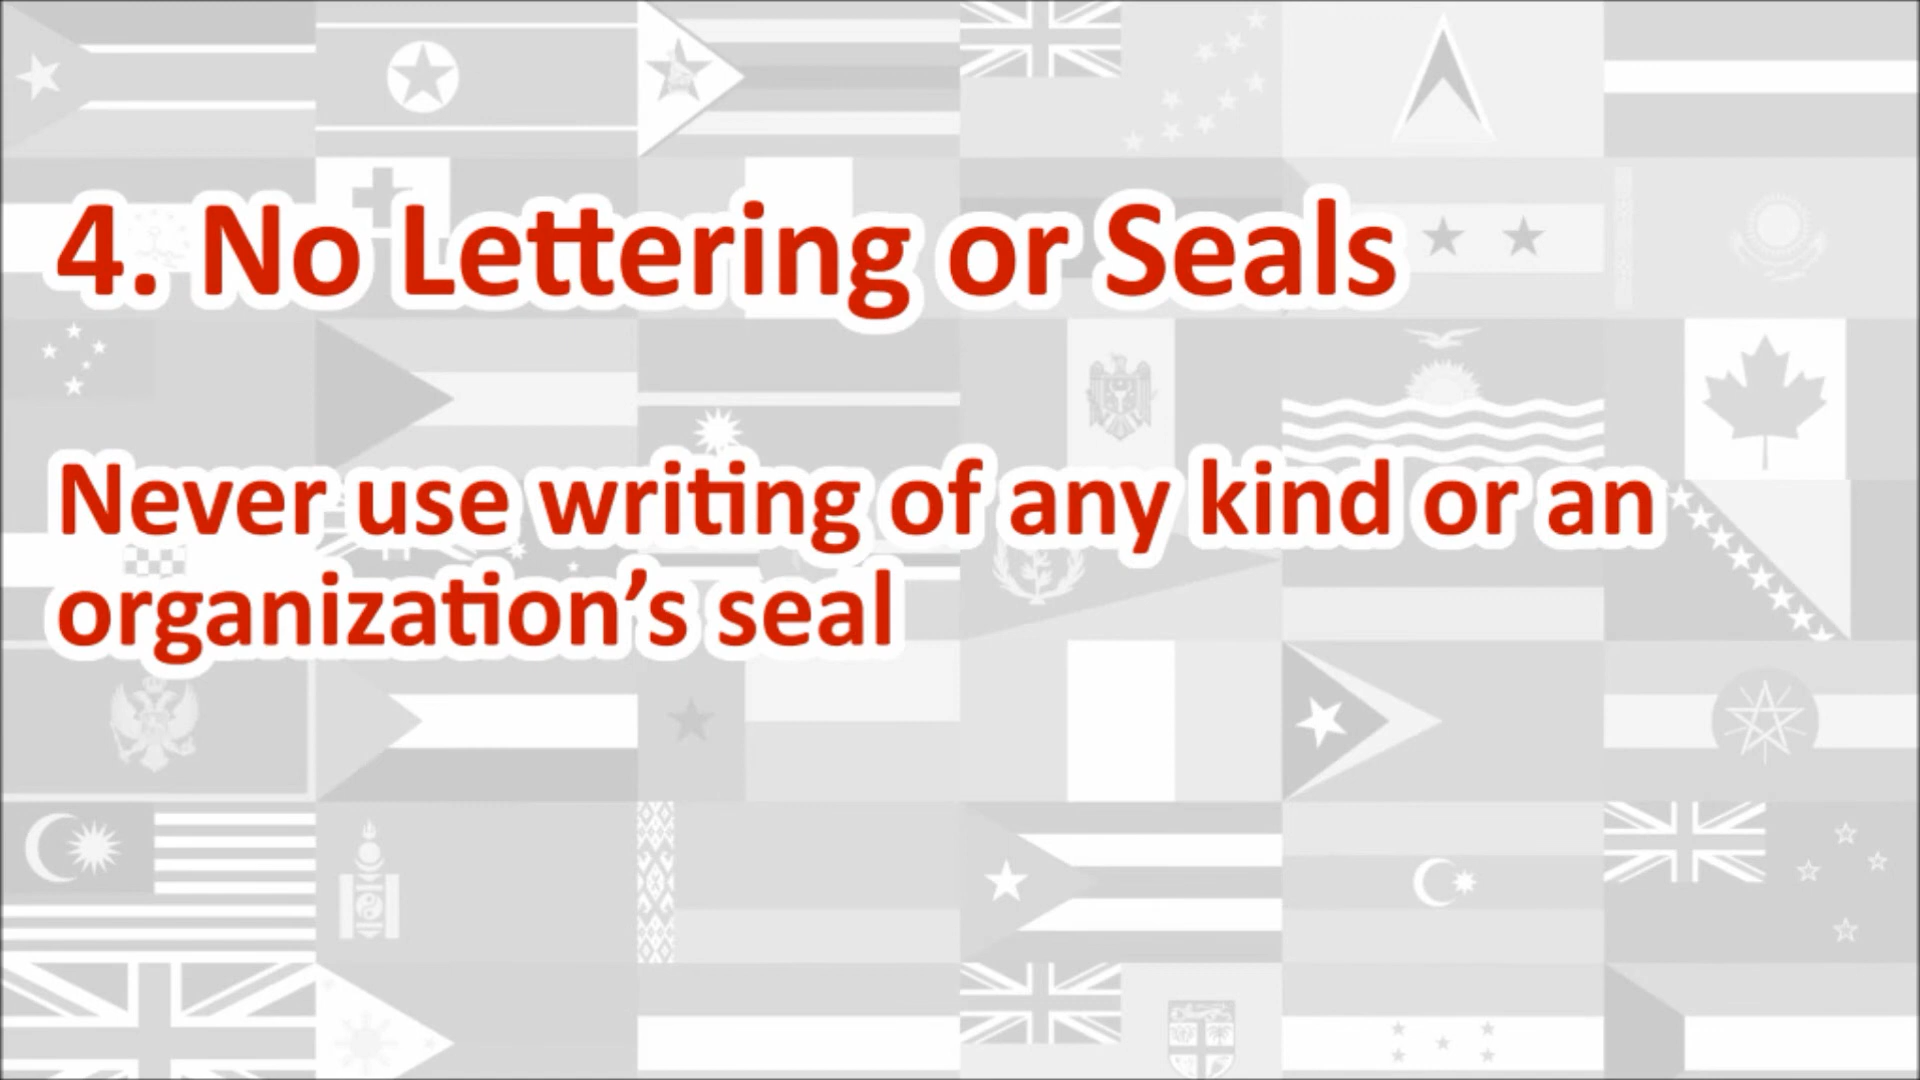 4. No Lettering or Seals
Never use writing of any kind or an
organization’s seal